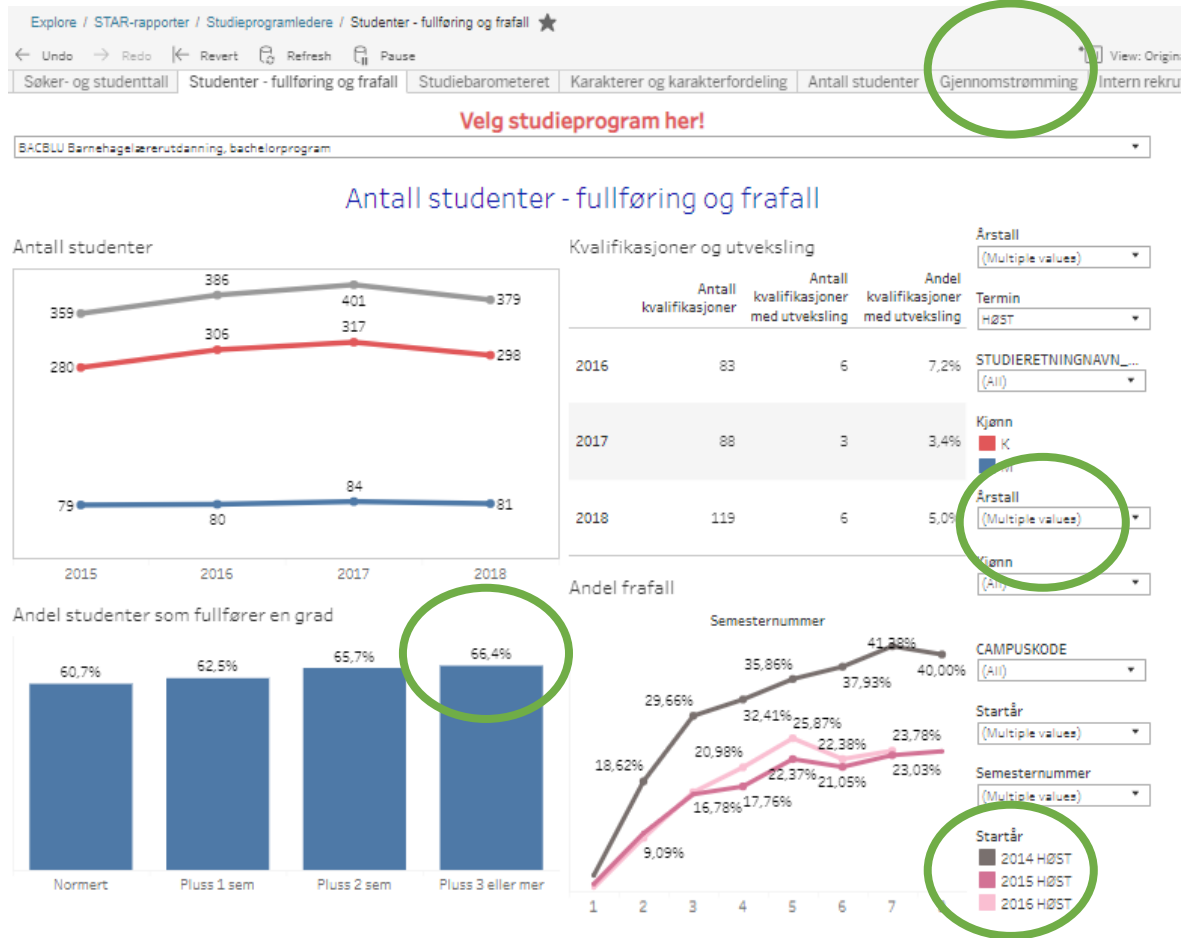 Explore / STAR-rapporter / Studieprogramledere / Studenter - fullføring og frafall
Undo Redo Revert Refresh Pause View: Origin
Søker- og studenttall Studenter - fullføring og frafall Studiebarometeret Karakterer og karakterfordeling Antall studenter Gjennomstrømming Intern rekru
Velg studieprogram her!
BACBLU Barnehagelærerutdanning, bachelorprogram
Antall studenter - fullføring og frafall
Antall studenter
386
359
401
379
306
317
280
298
79
80
84
81
2015 2016 2017 2018
Kvalifikasjoner og utveksling
Antall kvalifikasjoner
Antall kvalifikasjoner med utveksling
Andel kvalifikasjoner med utveksling
2016 83 6 7,2%
2017 88 3 3,4%
2018 119 6 5,0%
Årstall
(Multiple values)
Termin
HØST
STUDIERETNINGNAVN_...
(All)
Kjønn
K
M
Årstall
(Multiple values)
Kjønn
(All)
CAMPUSKODE
(All)
Startår
(Multiple values)
Semesternummer
(Multiple values)
Startår
2014 HØST
2015 HØST
2016 HØST
Andel studenter som fullfører en grad
60,7% 62,5% 65,7% 66,4%
Normert Pluss 1 sem Pluss 2 sem Pluss 3 eller mer
Andel frafall
Semesternummer
41,38%
35,86%
40,00%
37,93%
29,66%
32,41%
25,87%
23,78%
22,38%
20,98%
18,62%
22,37%
21,05%
23,03%
16,78%
17,76%
9,09%
1 2 3 4 5 6 7 8